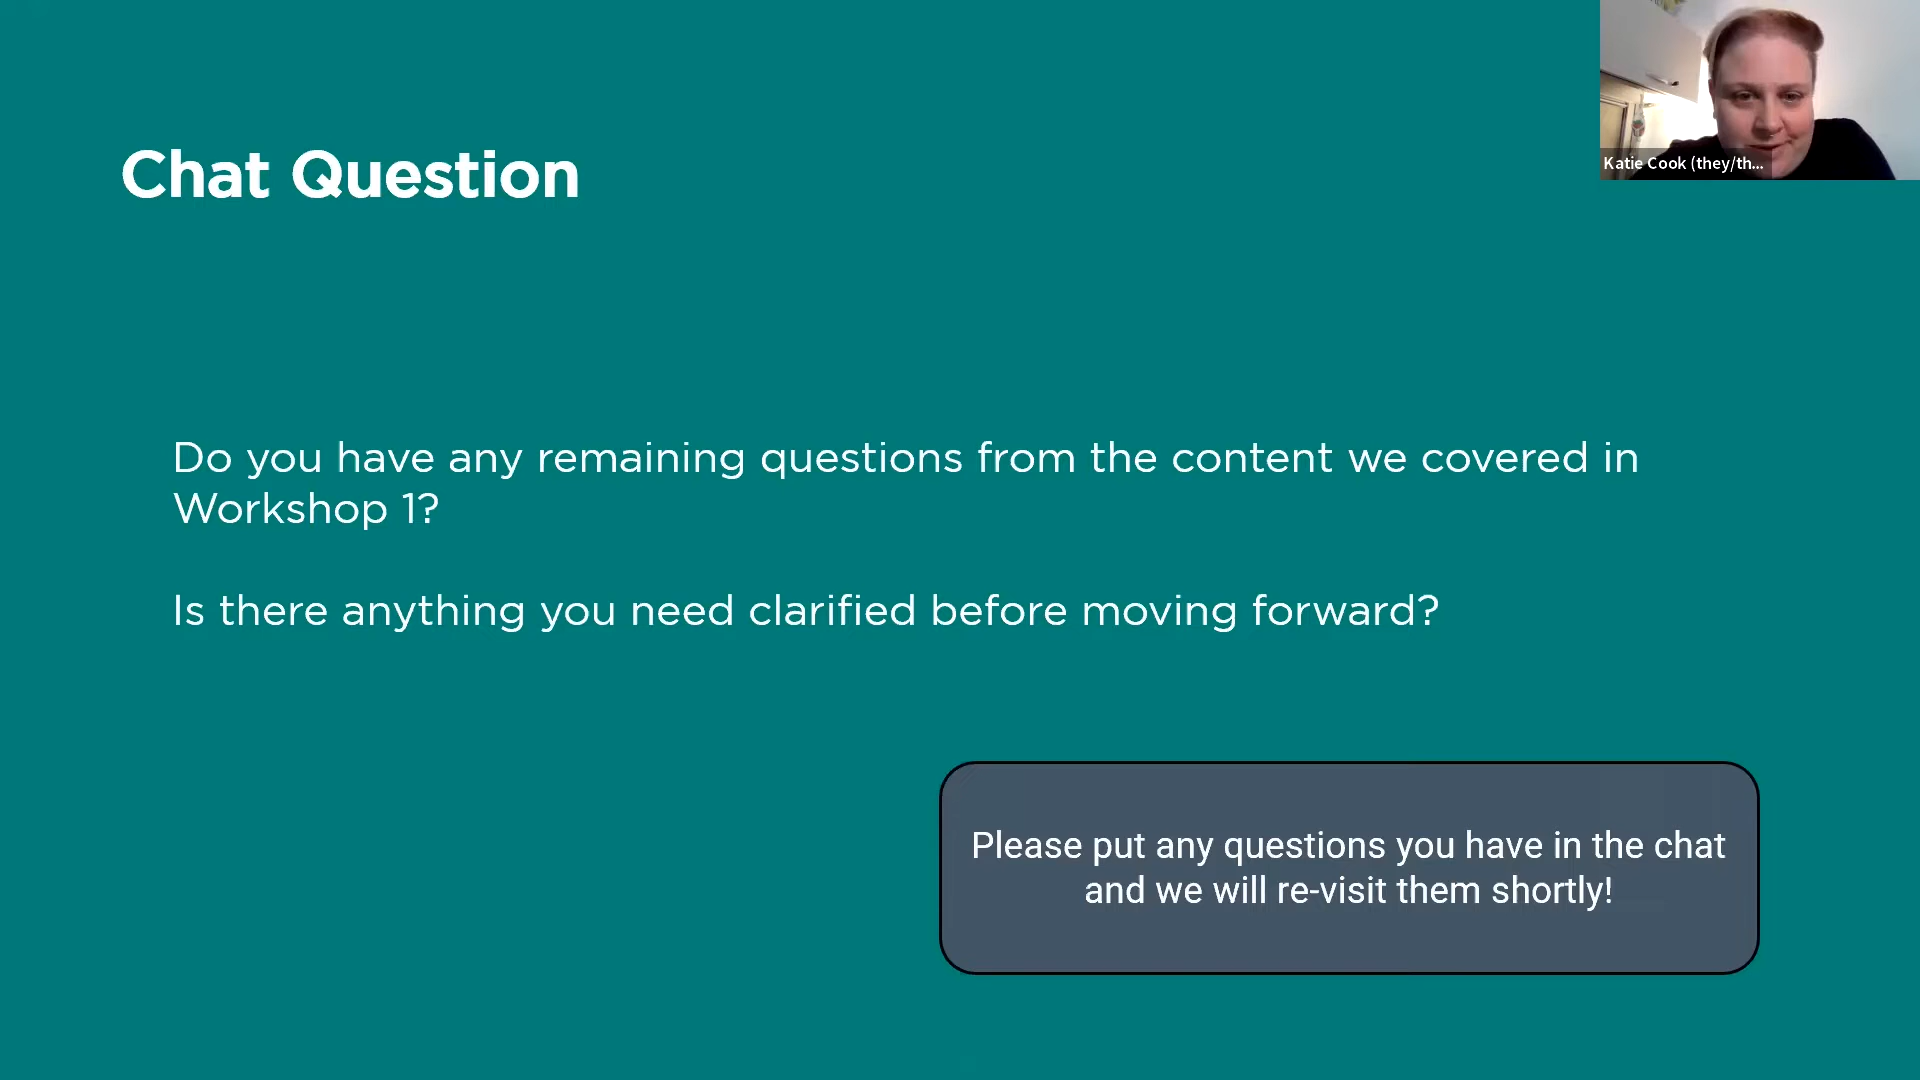 Chat Question
Katie Cook (they/th...
Do you have any remaining questions from the content we covered in
Workshop 1?
Is there anything you need clarified before moving forward?
Please put any questions you have in the chat
and we will re-visit them shortly!